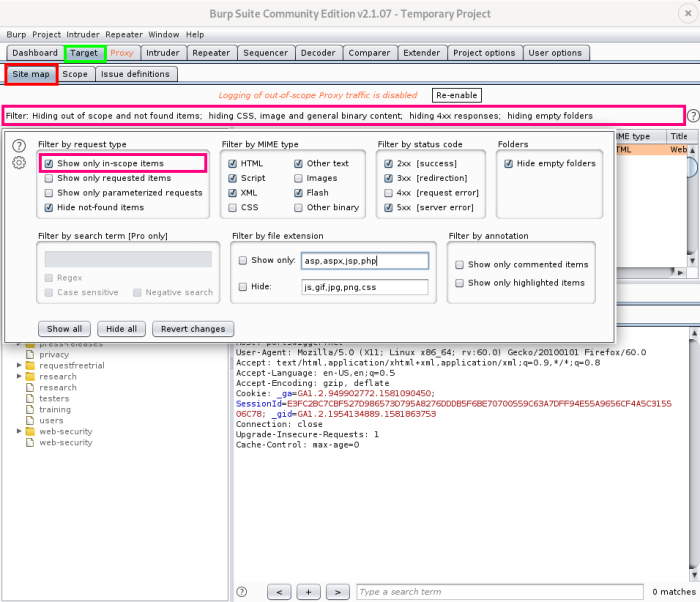 Burp Suite Community Edition v2.1.07 - Temporary Project
Burp Project Intruder Repeater Window Help
Dashboard Target Proxy Intruder Repeater Sequencer Decoder Comparer Extender Project options User options
Site map Scope Issue definitions
Logging of out-of-scope Proxy traffic is disabled Re-enable
Filter: Hiding out of scope and not found items; hiding CSS, image and general binary content; hiding 4xx responses; hiding empty folders
Filter by request type
Show only in-scope items
Show only requested items
Show only parameterized requests
Hide not-found items
Filter by MIME type
HTML Other text
Script Images
XML Flash
CSS Other binary
Filter by status code
2xx [success]
3xx [redirection]
4xx [request error]
5xx [server error]
Folders
Hide empty folders
IME type Title
TML Web
Filter by search term [Pro only]
Regex
Case sensitive Negative search
Filter by file extension
Show only: asp,aspx,jsp,php
Hide: js,gif,jpg,png,css
Filter by annotation
Show only commented items
Show only highlighted items
Show all Hide all Revert changes
press-releases
privacy
requestfreetrial
research
research
testers
training
users
web-security
web-security
User-Agent: Mozilla/5.0 (X11; Linux x86_64; rv:60.0) Gecko/20100101 Firefox/60.0
Accept: text/html,application/xhtml+xml,application/xml;q=0.9,*/*;q=0.8
Accept-Language: en-US,en;q=0.5
Accept-Encoding: gzip, deflate
Cookie: _ga=GA1.2.949902772.1581090450;
SessionId=E3FC2BC7CBF527D986573D795A8276DDDB5F6BE70700559C63A7DFF94E55A9656CF4A5C3155
06C78; _gid=GA1.2.1954134889.1581863753
Connection: close
Upgrade-Insecure-Requests: 1
Cache-Control: max-age=0
< + > Type a search term 0 matches